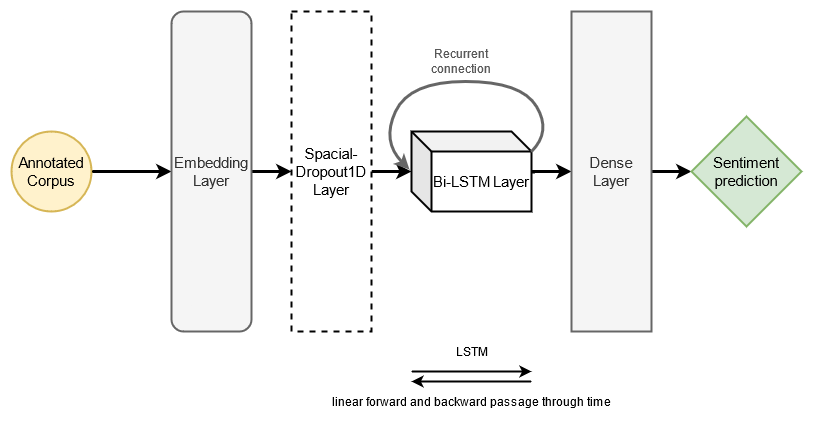 Recurrent
connection
Annotated
Corpus
Embedding
Layer
Spacial-
Dropout1D
Layer
Bi-LSTM Layer
Dense
Layer
Sentiment
prediction
LSTM
linear forward and backward passage through time